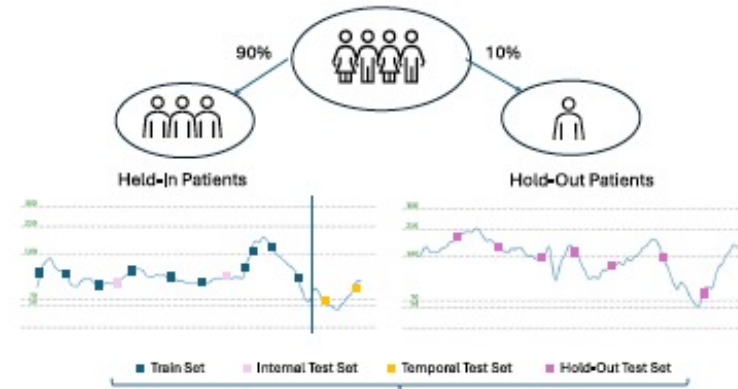 90%
10%
Held-In Patients
Hold-Out Patients
Train Set
Internal Test Set
Temporal Test Set
Hold-Out Test Set